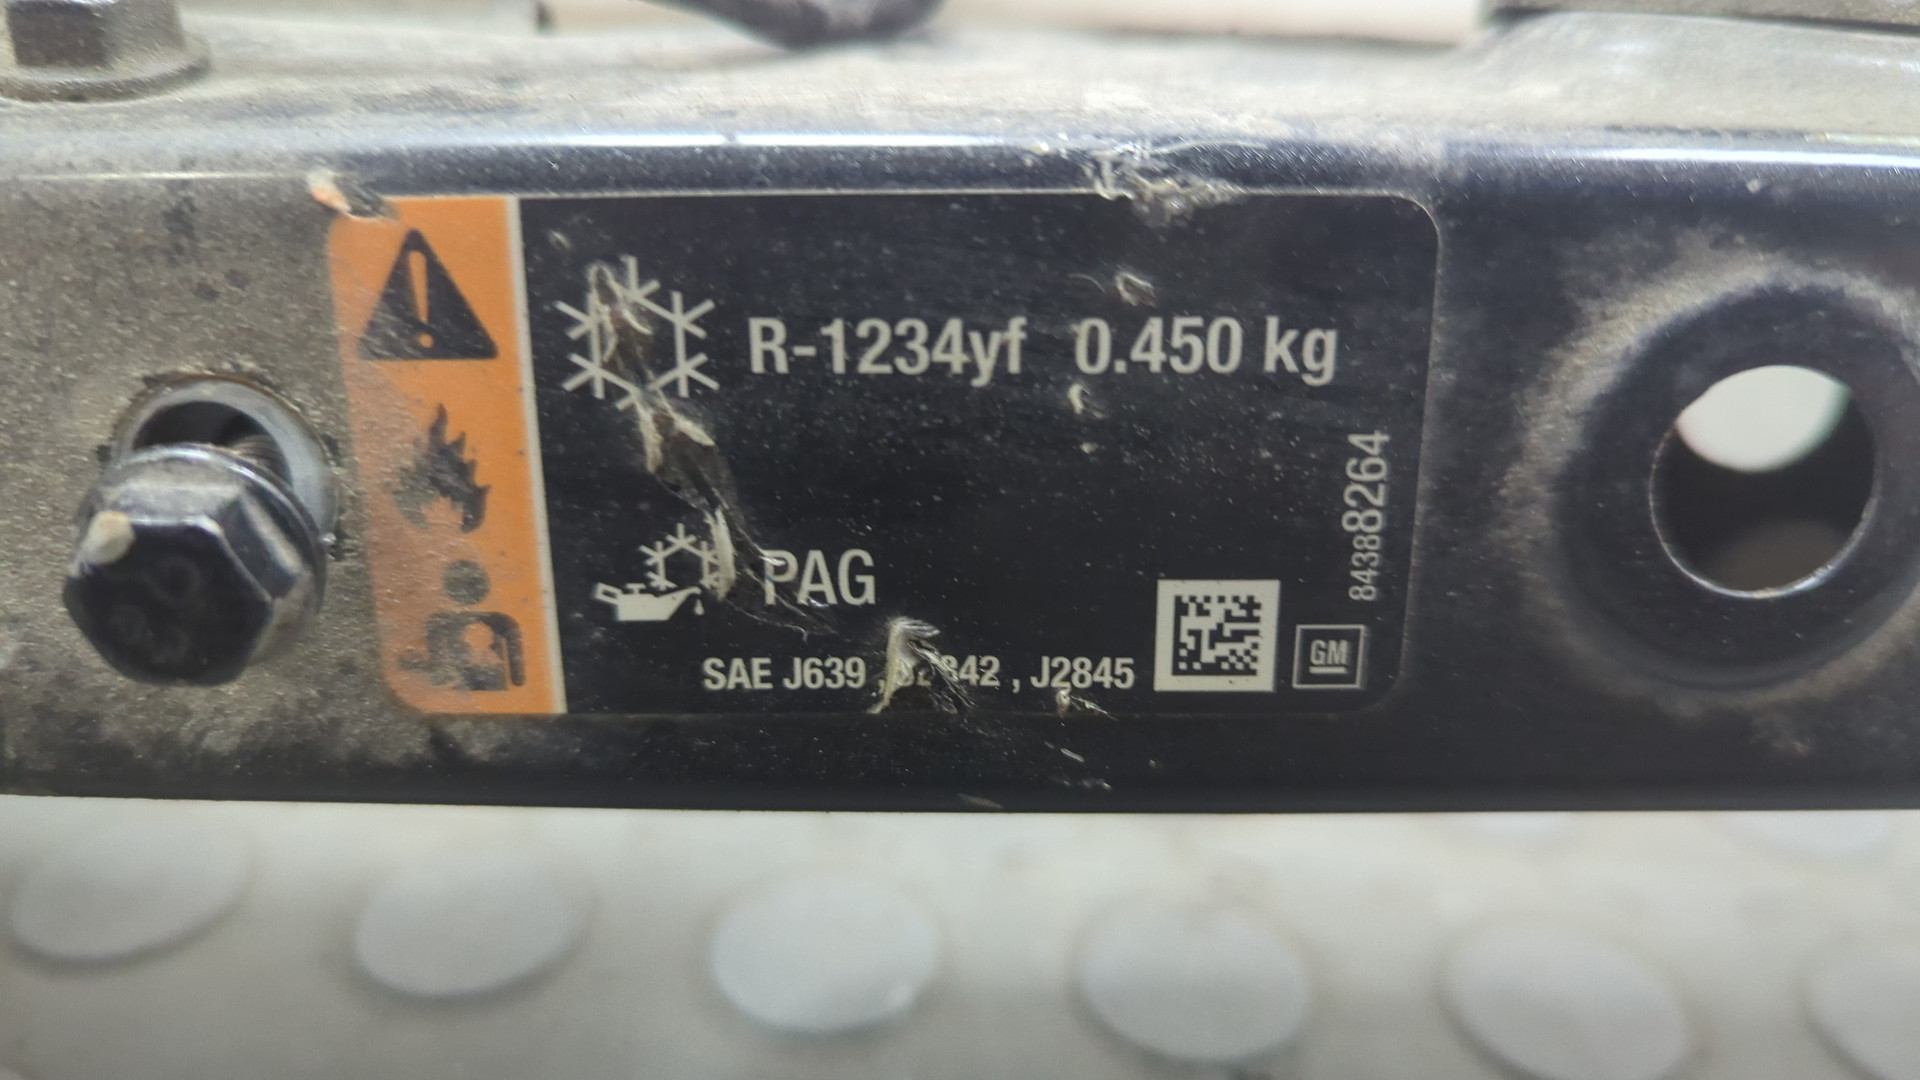 R-1234yf 0.450 kg
PAG
SAE J639 , , J2845
84388264
GM